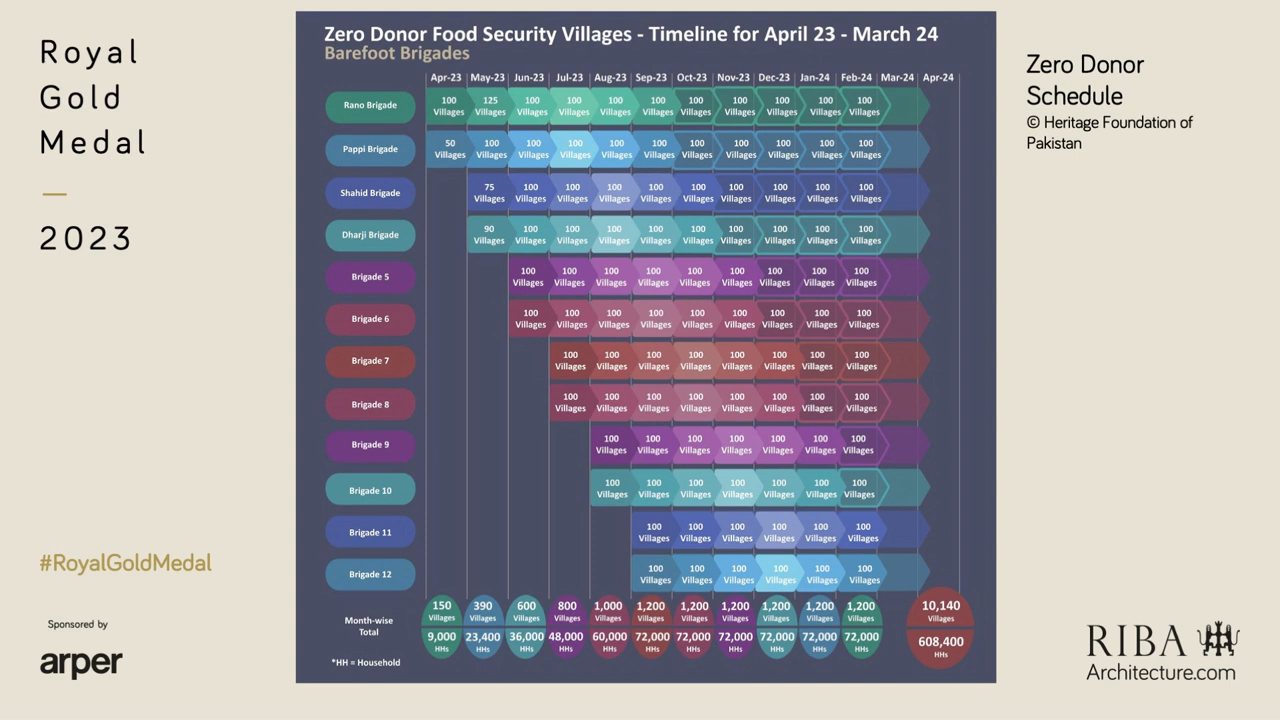 Royal
Gold
Medal
2023
#RoyalGoldMedal
Sponsored by
arper
Zero Donor Food Security Villages - Timeline for April 23 - March 24
Barefoot Brigades
Apr-23 May-23 Jun-23 Jul-23 Aug-23 Sep-23 Oct-23 Nov-23 Dec-23 Jan-24 Feb-24 Mar-24 Apr-24
Rano Brigade
100 125 100 100 100 100 100 100 100 100 100
Villages Villages Villages Villages Villages Villages Villages Villages Villages Villages Villages
Pappi Brigade
50 100 100 100 100 100 100 100 100 100 100
Villages Villages Villages Villages Villages Villages Villages Villages Villages Villages Villages
Shahid Brigade
75 100 100 100 100 100 100 100 100 100
Villages Villages Villages Villages Villages Villages Villages Villages Villages Villages
Dharji Brigade
90 100 100 100 100 100 100 100 100 100
Villages Villages Villages Villages Villages Villages Villages Villages Villages Villages
Brigade 5
100 100 100 100 100 100 100 100 100
Villages Villages Villages Villages Villages Villages Villages Villages Villages
Brigade 6
100 100 100 100 100 100 100 100 100
Villages Villages Villages Villages Villages Villages Villages Villages Villages
Brigade 7
100 100 100 100 100 100 100 100
Villages Villages Villages Villages Villages Villages Villages Villages
Brigade 8
100 100 100 100 100 100 100 100
Villages Villages Villages Villages Villages Villages Villages Villages
Brigade 9
100 100 100 100 100 100 100
Villages Villages Villages Villages Villages Villages Villages
Brigade 10
100 100 100 100 100 100 100
Villages Villages Villages Villages Villages Villages Villages
Brigade 11
100 100 100 100 100 100
Villages Villages Villages Villages Villages Villages
Brigade 12
100 100 100 100 100 100
Villages Villages Villages Villages Villages Villages
Month-wise
Total
150 390 600 800 1,000 1,200 1,200 1,200 1,200 1,200 1,200 10,140
Villages Villages Villages Villages Villages Villages Villages Villages Villages Villages Villages Villages
9,000 23,400 36,000 48,000 60,000 72,000 72,000 72,000 72,000 72,000 72,000 608,400
HHs HHs HHs HHs HHs HHs HHs HHs HHs HHs HHs HHs
*HH = Household
Zero Donor
Schedule
© Heritage Foundation of
Pakistan
RIBA
Architecture.com